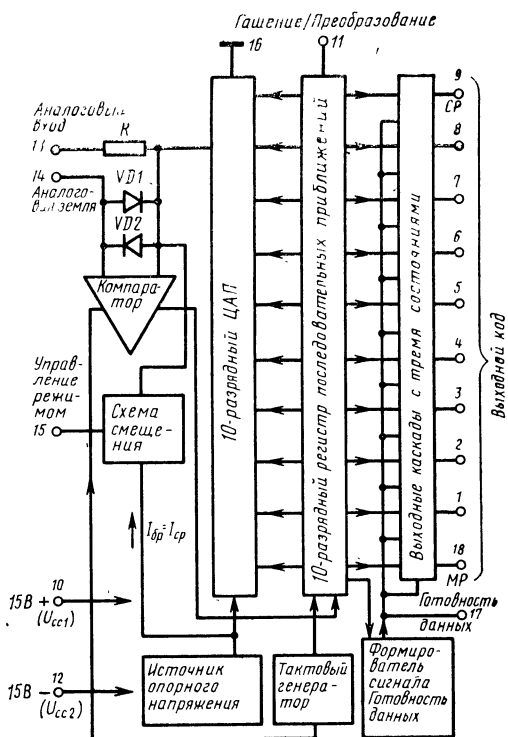 Гашение/Преобразование
16
11
9
СР
8
7
6
5
4
3
2
1
18
МР
Готовность
данных 17
Выходной код
Аналоговый
вход
R
14
Аналого-
вая земля
VD1
VD2
Компара-
тор
Управ-
ление
режи-
мом
15
Схема
смеще-
ния
Iбр=Iср
10-разрядный ЦАП
10-разрядный регистр последовательных приближений
Выходные каскады с тремя состояниями
10
15В +
(Ucc1)
12
15В −
(Ucc2)
Источник
опорного
напряжения
Тактовый
генера-
тор
Формиро-
ватель
сигнала
Готовность
данных